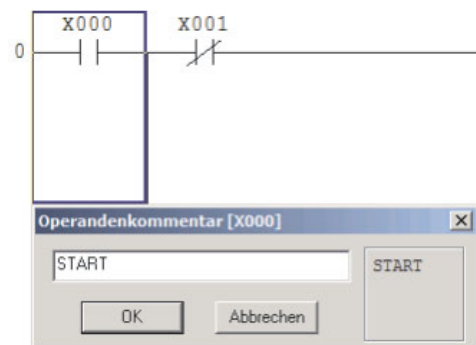 X000 X001
0
Operandenkommentar [X000]
START START
OK Abbrechen